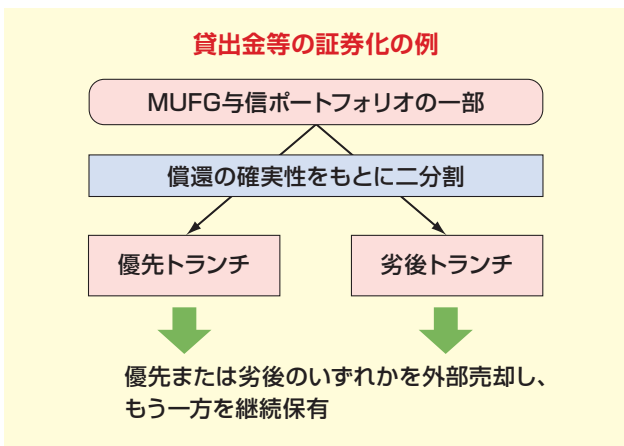 貸出金等の証券化の例
MUFG与信ポートフォリオの一部
償還の確実性をもとに二分割
優先トランチ
劣後トランチ
優先または劣後のいずれかを外部売却し、
もう一方を継続保有